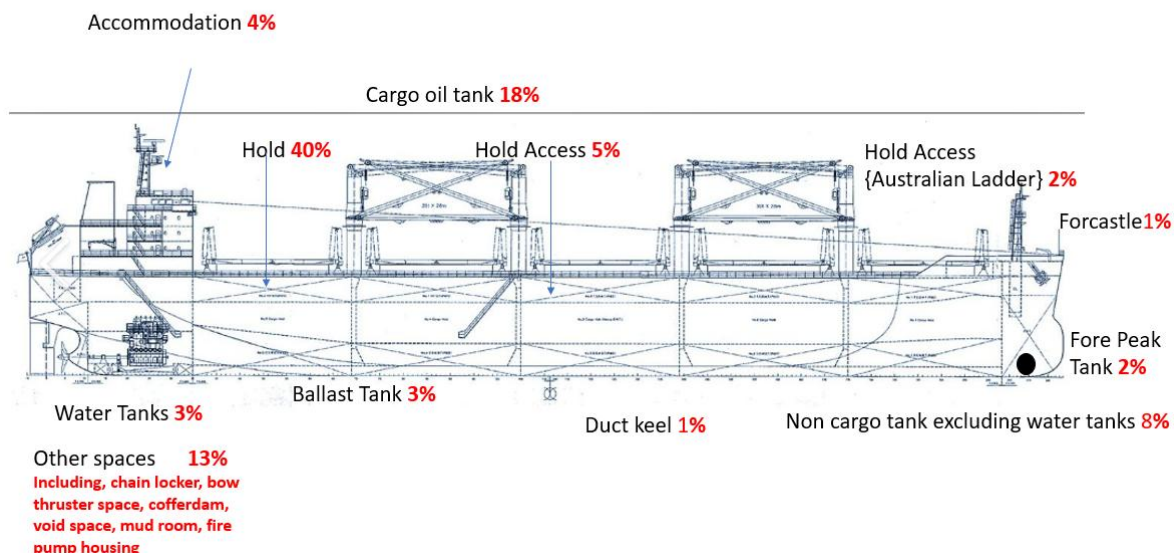 Accommodation 4%
Cargo oil tank 18%
Hold 40%
Hold Access 5%
Hold Access
{Australian Ladder} 2%
Forcastle1%
Fore Peak
Tank 2%
Ballast Tank 3%
Water Tanks 3%
Duct keel 1%
Non cargo tank excluding water tanks 8%
Other spaces 13%
Including, chain locker, bow
thruster space, cofferdam,
void space, mud room, fire
pump housing